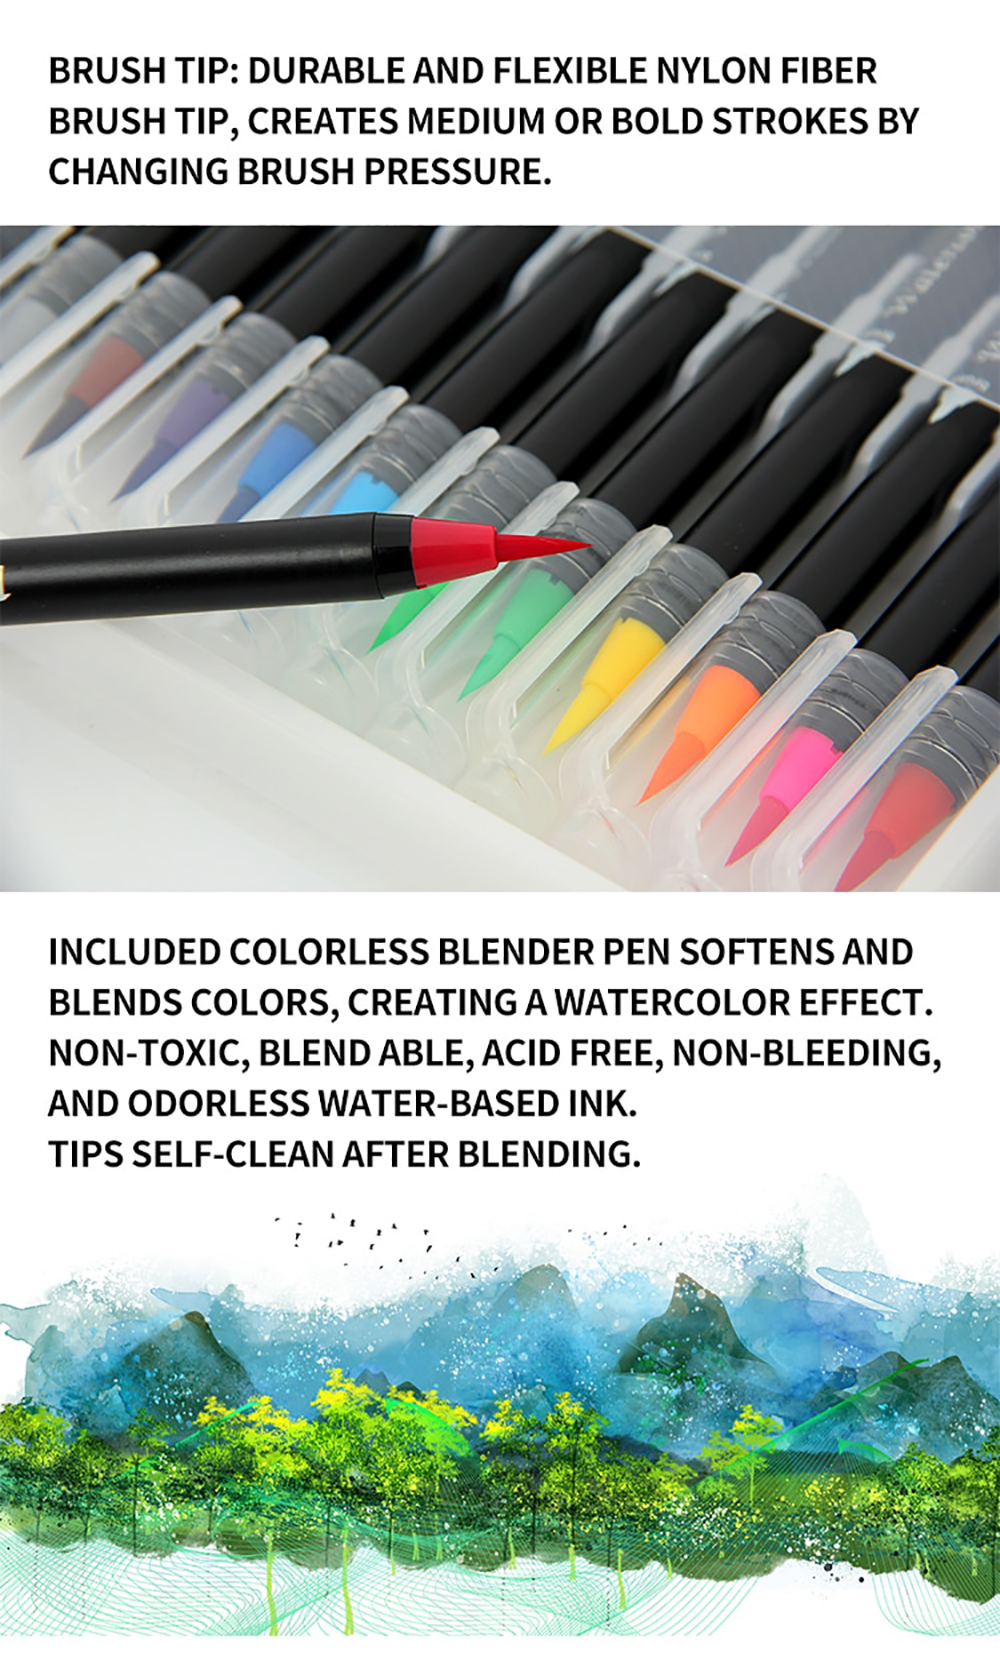 BRUSH TIP: DURABLE AND FLEXIBLE NYLON FIBER
BRUSH TIP, CREATES MEDIUM OR BOLD STROKES BY
CHANGING BRUSH PRESSURE.
INCLUDED COLORLESS BLENDER PEN SOFTENS AND
BLENDS COLORS, CREATING A WATERCOLOR EFFECT.
NON-TOXIC, BLEND ABLE, ACID FREE, NON-BLEEDING,
AND ODORLESS WATER-BASED INK.
TIPS SELF-CLEAN AFTER BLENDING.